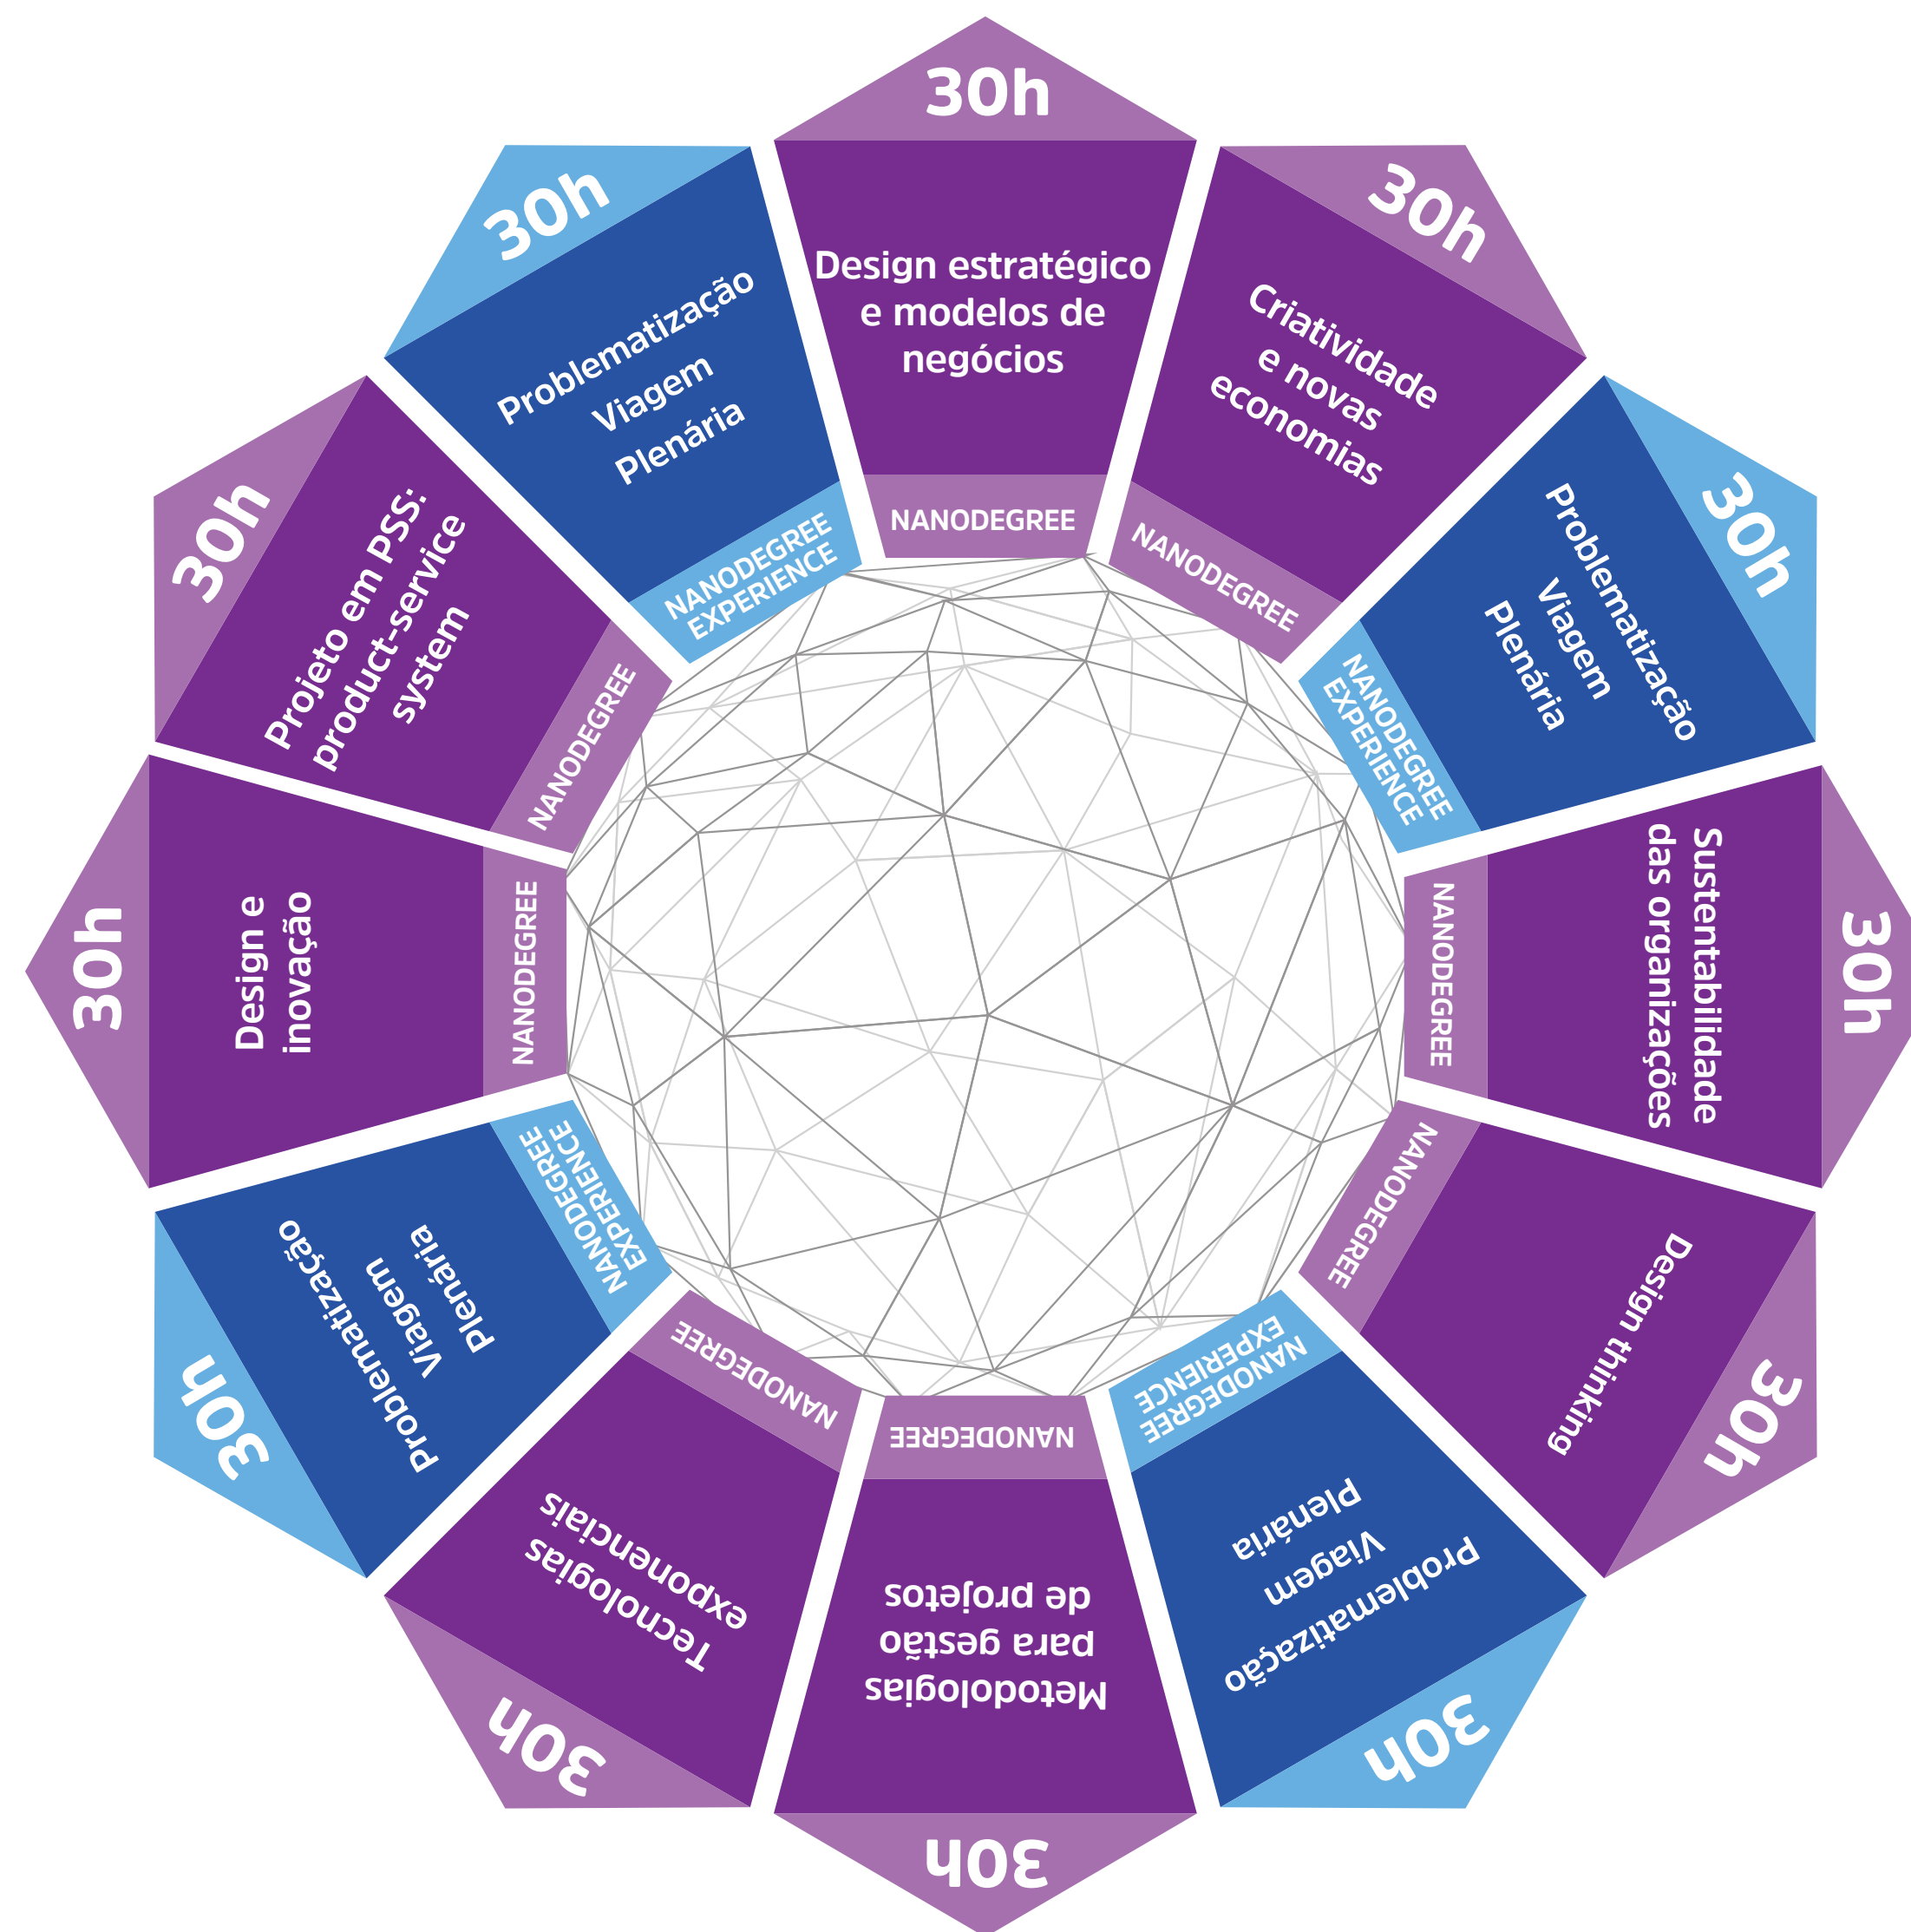 30h
Design estratégico
e modelos de
negócios
NANODEGREE
30h
Criatividade
e novas
economias
NANODEGREE
30h
Problematização
Viagem
Plenária
NANODEGREE
EXPERIENCE
30h
Sustentabilidade
das organizações
NANODEGREE
30h
Design thinking
NANODEGREE
30h
Problematização
Viagem
Plenária
NANODEGREE
EXPERIENCE
30h
Metodologias
para gestão
de projetos
NANODEGREE
30h
Tecnologias
exponenciais
NANODEGREE
30h
Problematização
Viagem
Plenária
NANODEGREE
EXPERIENCE
30h
Design e
inovação
NANODEGREE
30h
Projeto em PSS:
product-service
system
NANODEGREE
30h
Problematização
Viagem
Plenária
NANODEGREE
EXPERIENCE